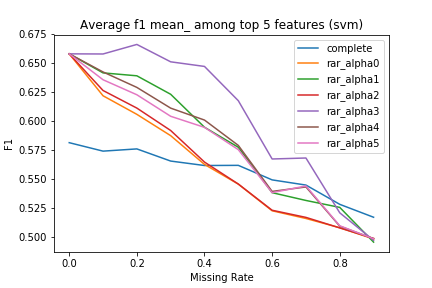 Average f1 mean_ among top 5 features (svm)
0.675
0.650
0.625
0.600
0.575
0.550
0.525
0.500
F1
complete
rar_alpha0
rar_alpha1
rar_alpha2
rar_alpha3
rar_alpha4
rar_alpha5
0.0 0.2 0.4 0.6 0.8
Missing Rate